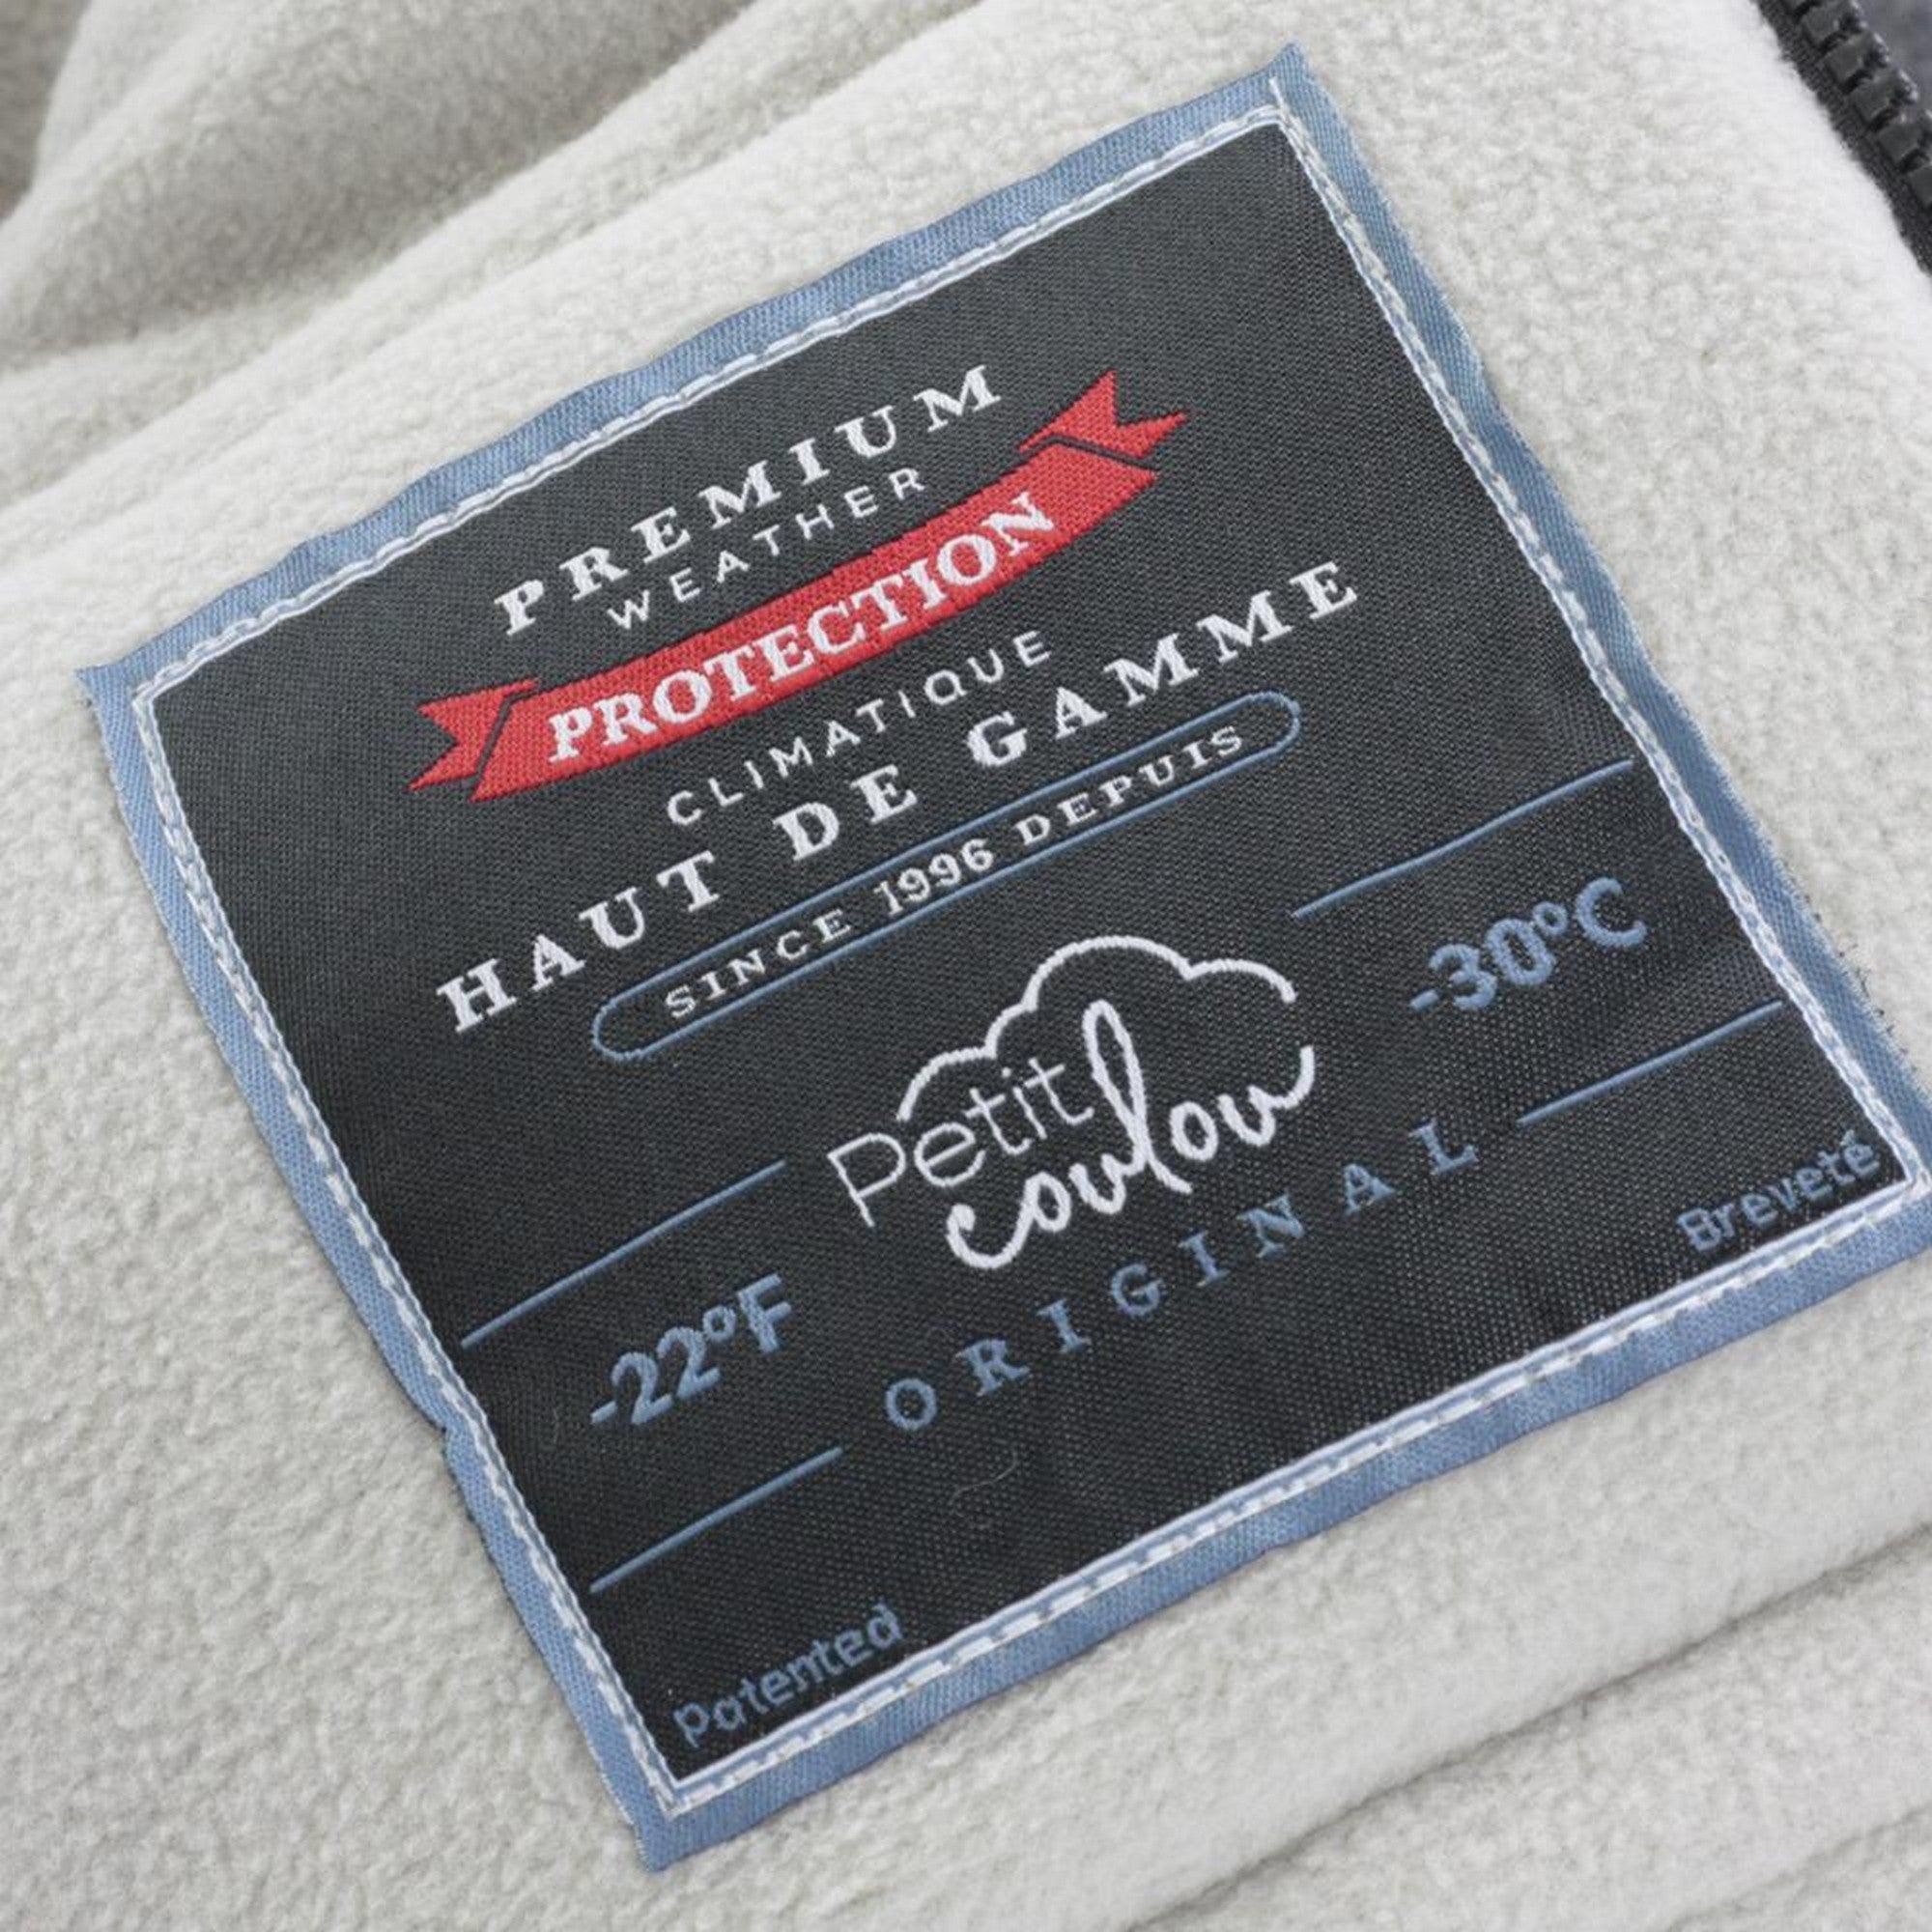 PREMIUM
WEATHER
PROTECTION
CLIMATIQUE
HAUT DE GAMME
SINCE 1996 DEPUIS
Petit
coulou
-22°F
-30°C
ORIGINAL
Patented
Breveté